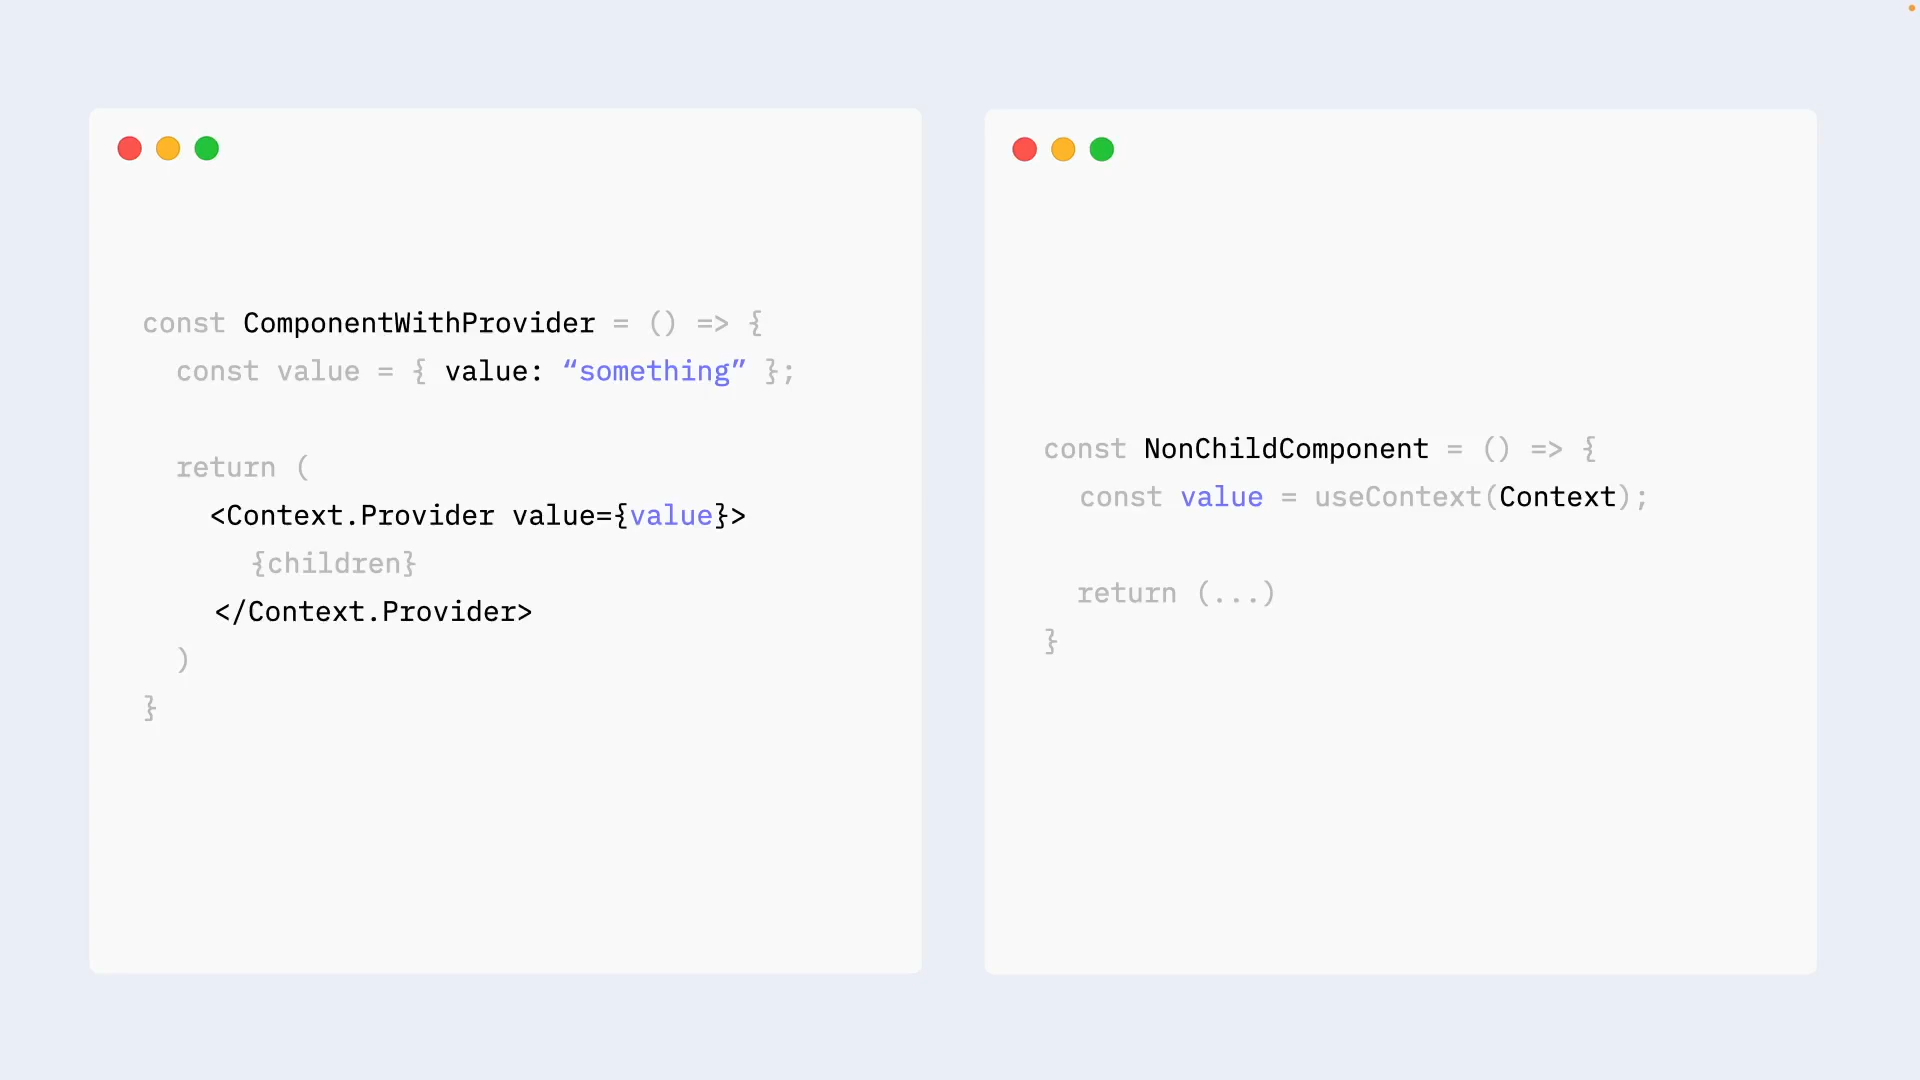 const ComponentWithProvider = () => {
const value = { value: “something” };
return (
<Context.Provider value={value}>
{children}
</Context.Provider>
)
}
const NonChildComponent = () => {
const value = useContext(Context);
return (...)
}